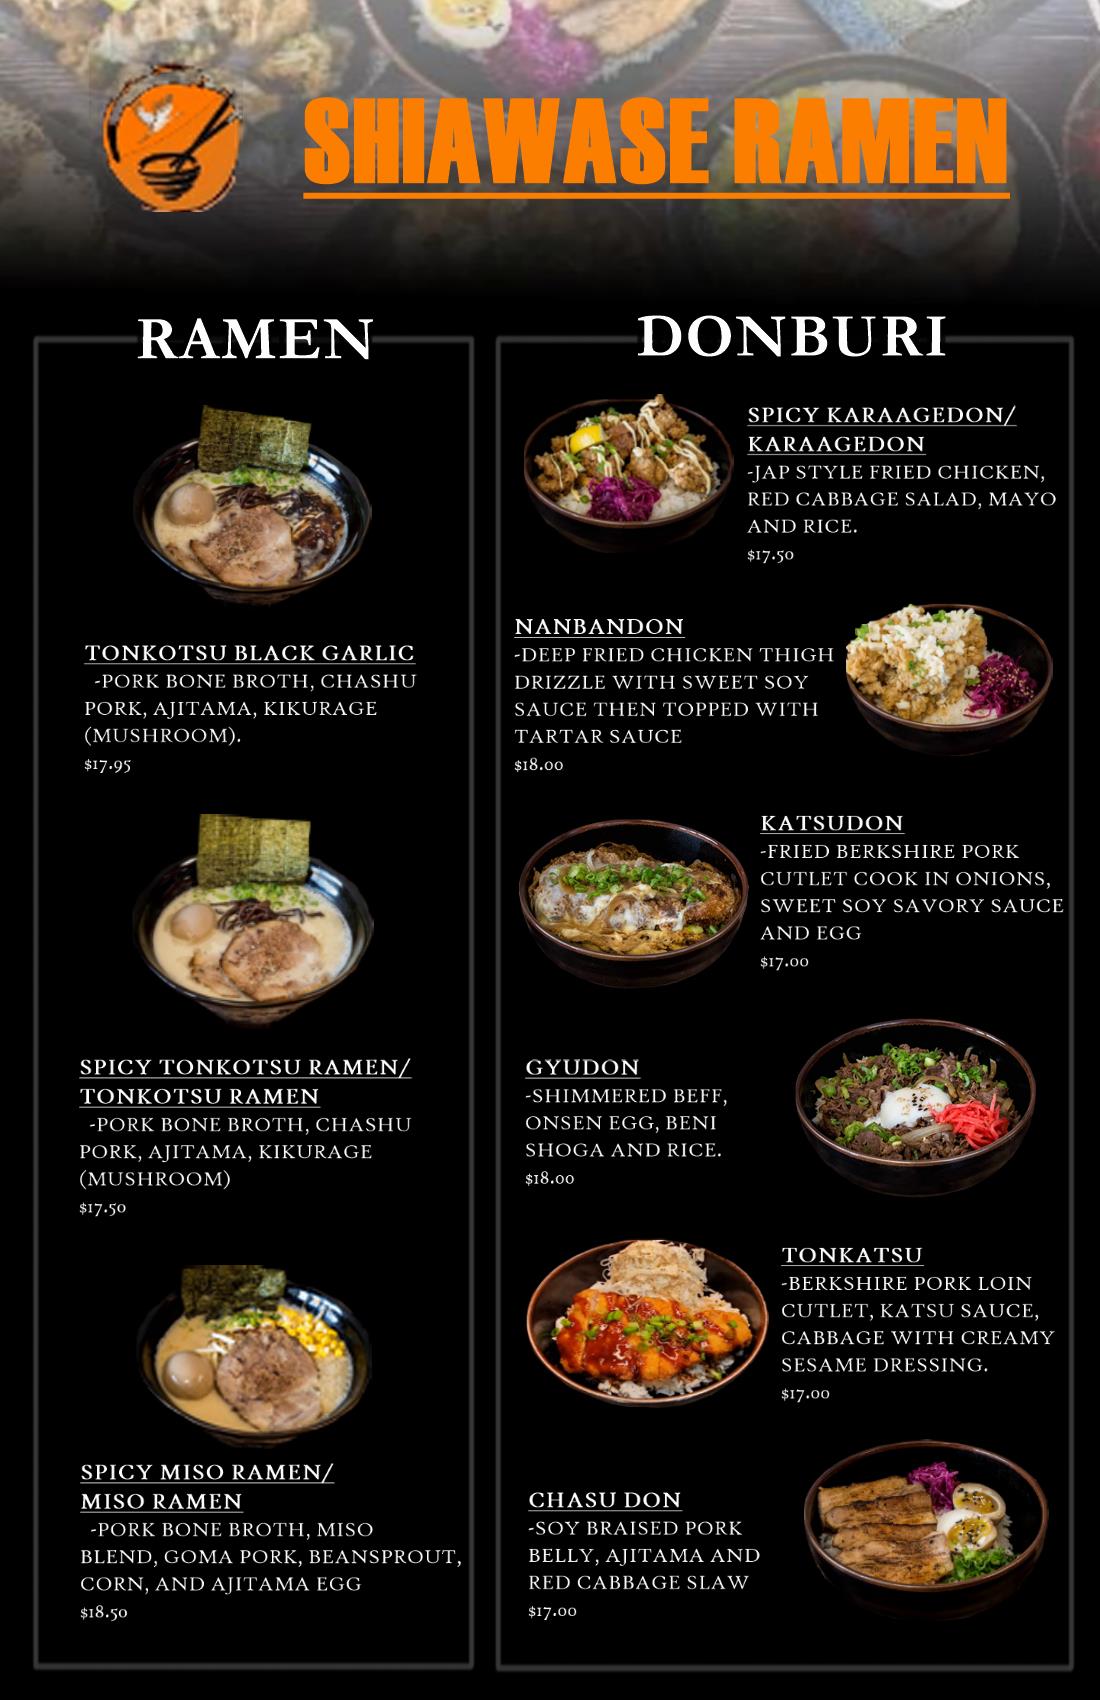 SHIAWASE RAMEN
RAMEN
TONKOTSU BLACK GARLIC
-PORK BONE BROTH, CHASHU
PORK, AJITAMA, KIKURAGE
(MUSHROOM).
$17.95
SPICY TONKOTSU RAMEN/
TONKOTSU RAMEN
-PORK BONE BROTH, CHASHU
PORK, AJITAMA, KIKURAGE
(MUSHROOM)
$17.50
SPICY MISO RAMEN/
MISO RAMEN
-PORK BONE BROTH, MISO
BLEND, GOMA PORK, BEANSPROUT,
CORN, AND AJITAMA EGG
$18.50
DONBURI
SPICY KARAAGEDON/
KARAAGEDON
-JAP STYLE FRIED CHICKEN,
RED CABBAGE SALAD, MAYO
AND RICE.
$17.50
NANBANDON
-DEEP FRIED CHICKEN THIGH
DRIZZLE WITH SWEET SOY
SAUCE THEN TOPPED WITH
TARTAR SAUCE
$18.00
KATSUDON
-FRIED BERKSHIRE PORK
CUTLET COOK IN ONIONS,
SWEET SOY SAVORY SAUCE
AND EGG
$17.00
GYUDON
-SHIMMERED BEFF,
ONSEN EGG, BENI
SHOGA AND RICE.
$18.00
TONKATSU
-BERKSHIRE PORK LOIN
CUTLET, KATSU SAUCE,
CABBAGE WITH CREAMY
SESAME DRESSING.
$17.00
CHASU DON
-SOY BRAISED PORK
BELLY, AJITAMA AND
RED CABBAGE SLAW
$17.00